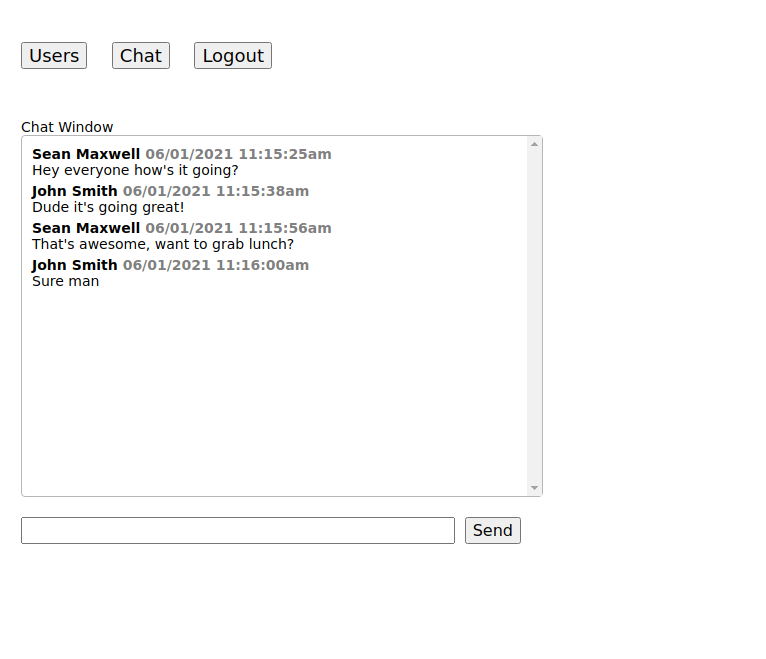 Users Chat Logout
Chat Window
Sean Maxwell 06/01/2021 11:15:25am
Hey everyone how's it going?
John Smith 06/01/2021 11:15:38am
Dude it's going great!
Sean Maxwell 06/01/2021 11:15:56am
That's awesome, want to grab lunch?
John Smith 06/01/2021 11:16:00am
Sure man
Send